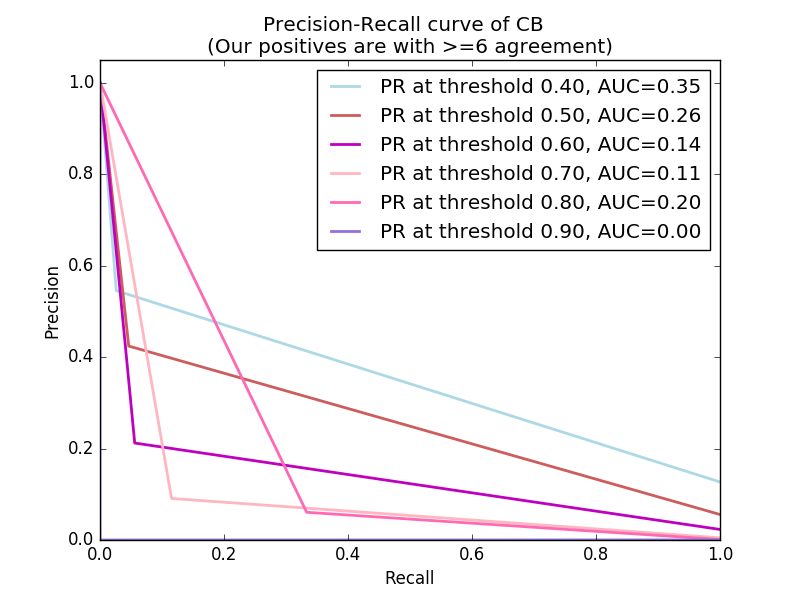 Precision-Recall curve of CB
(Our positives are with >=6 agreement)
PR at threshold 0.40, AUC=0.35
PR at threshold 0.50, AUC=0.26
PR at threshold 0.60, AUC=0.14
PR at threshold 0.70, AUC=0.11
PR at threshold 0.80, AUC=0.20
PR at threshold 0.90, AUC=0.00
Precision
1.0
0.8
0.6
0.4
0.2
0.0
0.0 0.2 0.4 0.6 0.8 1.0
Recall